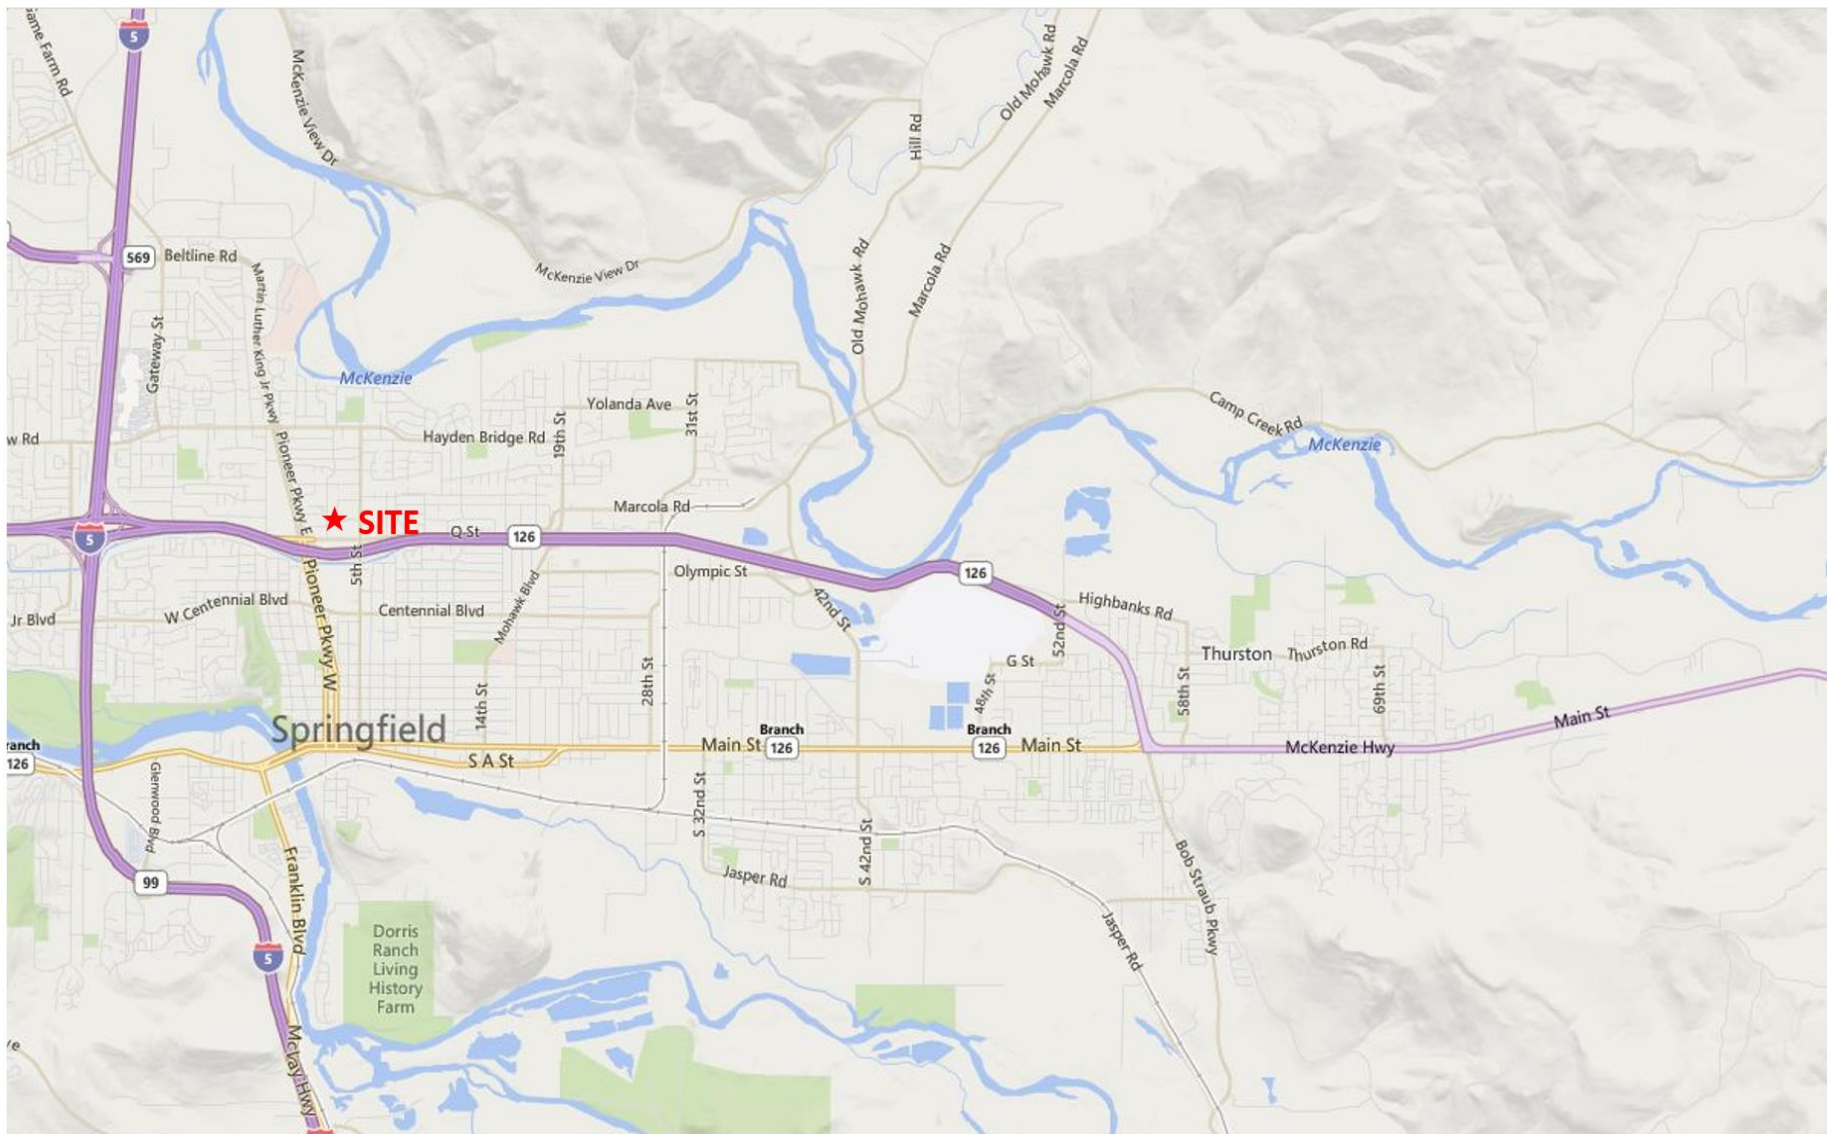 5
Game Farm Rd
McKenzie View Dr
Old Mohawk Rd
Marcola Rd
Hill Rd
569
Beltline Rd
Martin Luther King Jr Pkwy
McKenzie View Dr
Old Mohawk Rd
Marcola Rd
Gateway St
McKenzie
Yolanda Ave
31st St
19th St
Camp Creek Rd
McKenzie
w Rd
Hayden Bridge Rd
Pioneer Pkwy E
Marcola Rd
SITE
5
Q St
126
5th St
Olympic St
126
Pioneer Pkwy W
Jr Blvd
W Centennial Blvd
Centennial Blvd
Mohawk Blvd
42nd St
52nd St
Highbanks Rd
Thurston
Thurston Rd
G St
48th St
58th St
69th St
14th St
28th St
Springfield
ranch
126
Main St
Branch
126
Branch
126
Main St
McKenzie Hwy
Main St
S A St
Glenwood Blvd
S 32nd St
S 42nd St
Jasper Rd
Bob Straub Pkwy
99
Franklin Blvd
Jasper Rd
5
Dorris
Ranch
Living
History
Farm
McVay Hwy